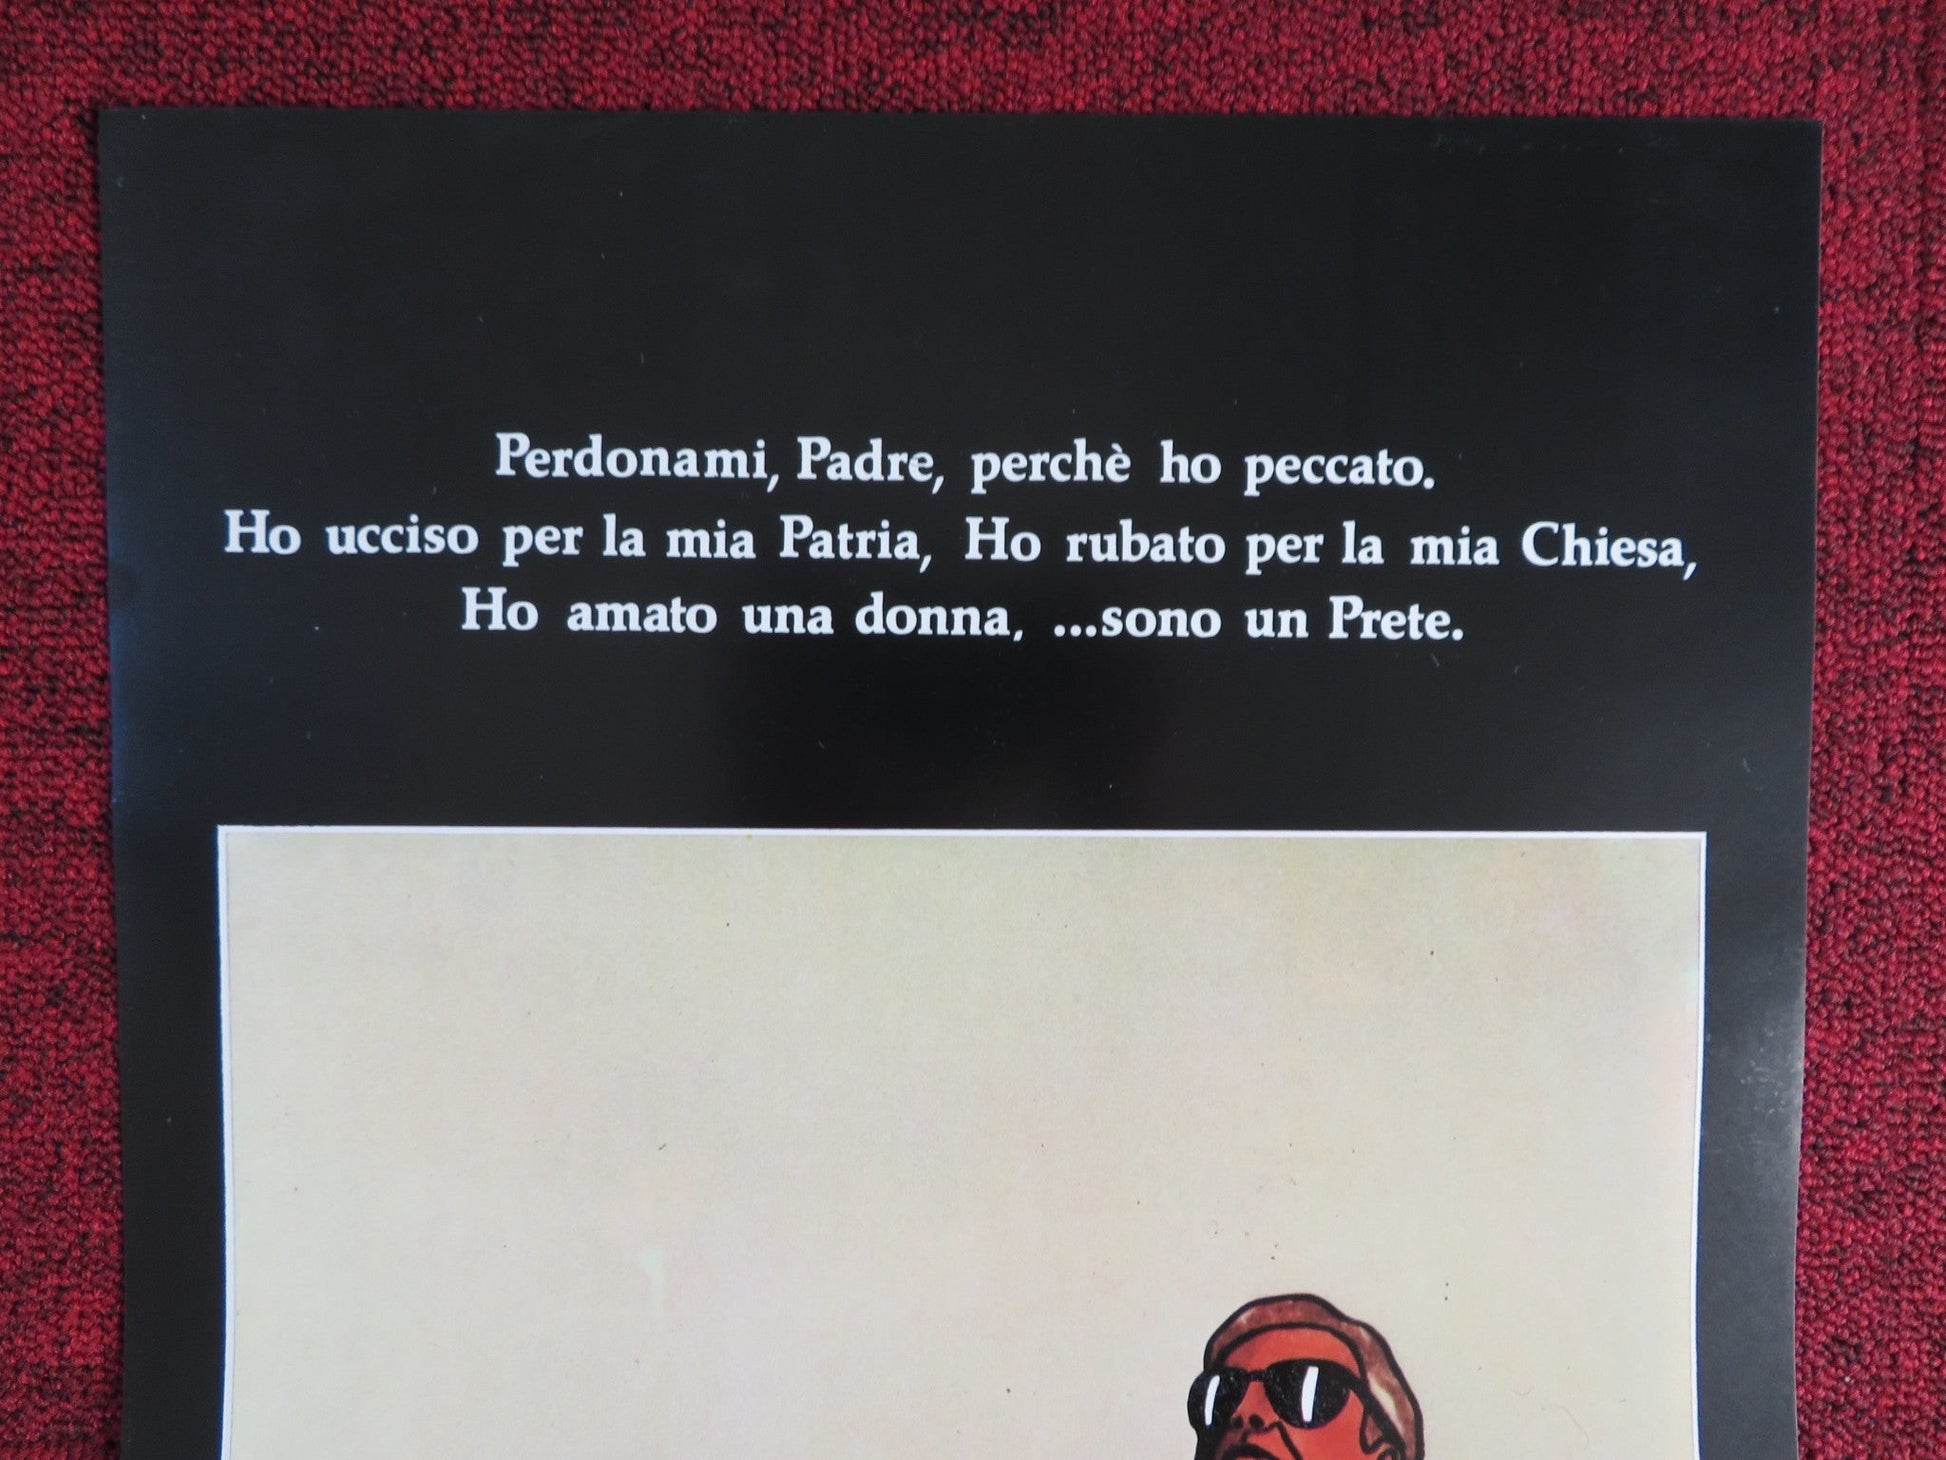 Perdonami, Padre, perchè ho peccato.
Ho ucciso per la mia Patria, Ho rubato per la mia Chiesa,
Ho amato una donna, ...sono un Prete.